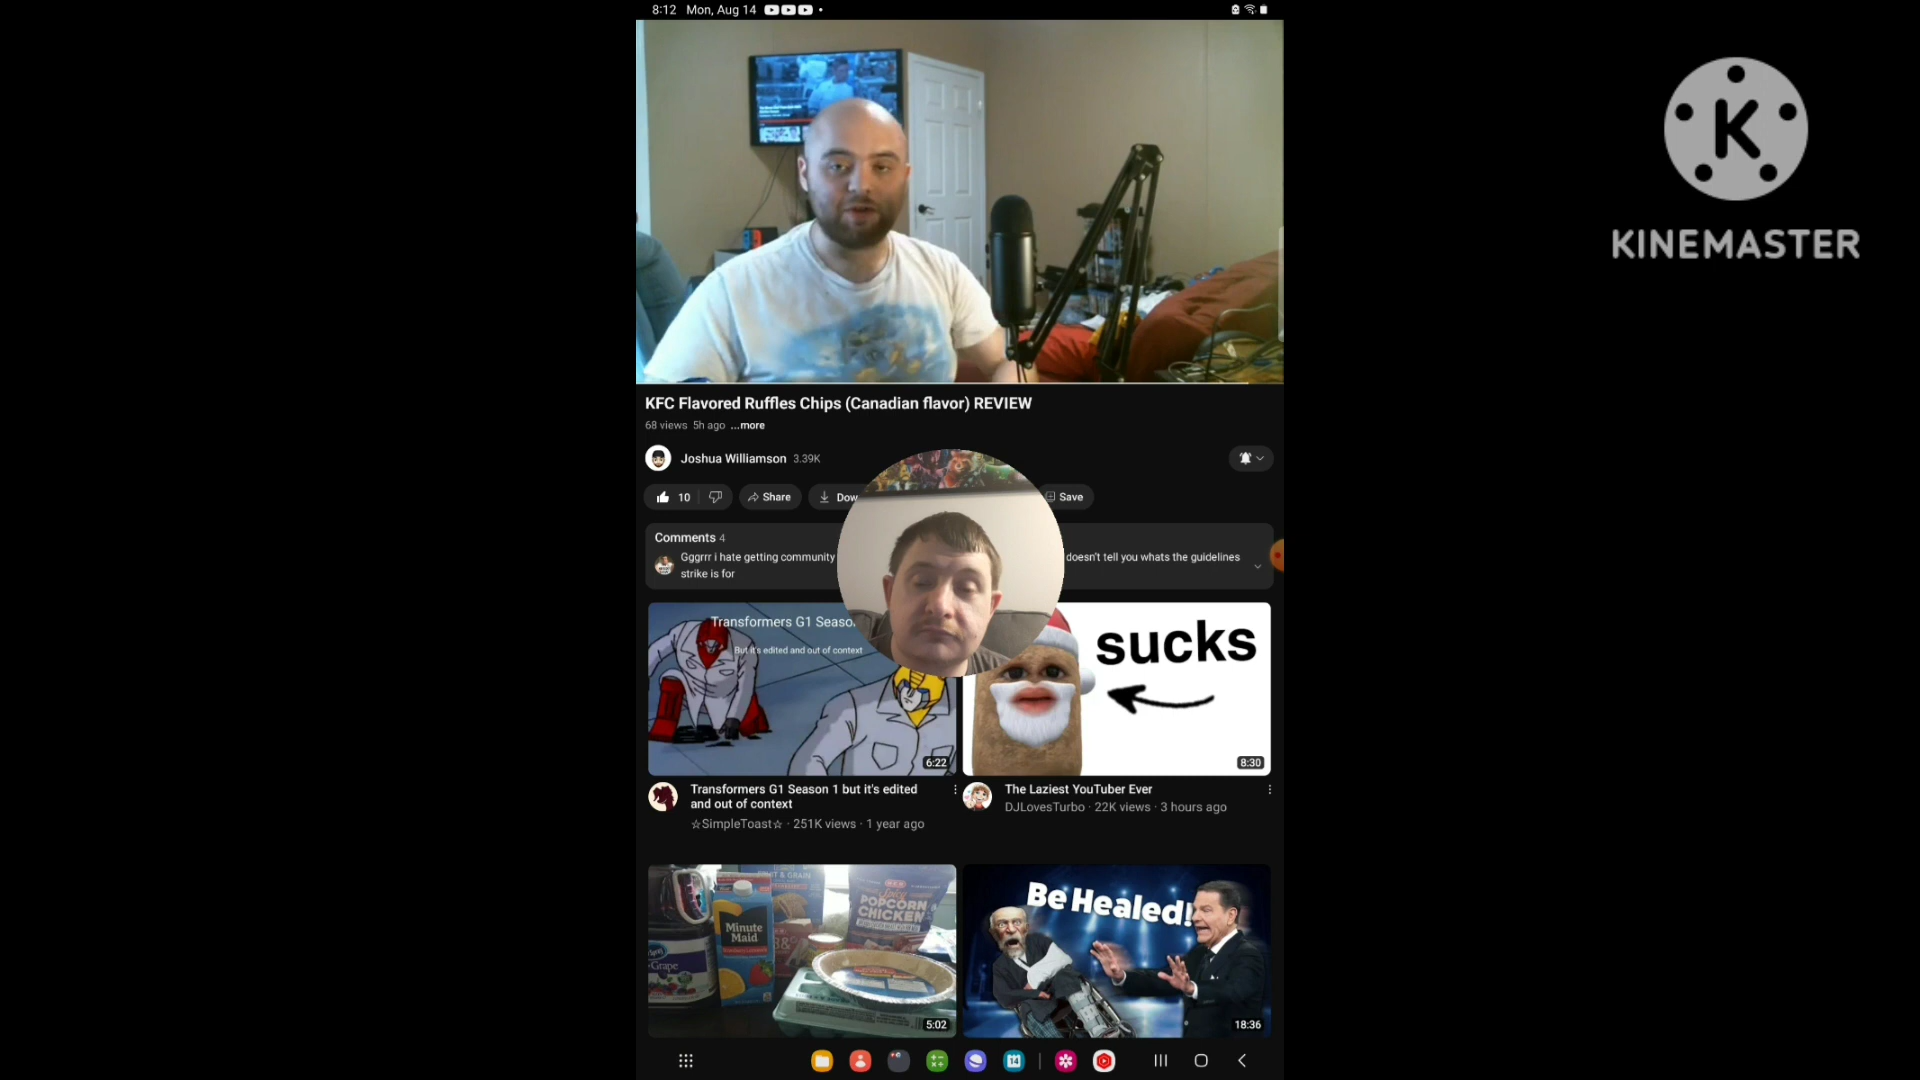 8:12 Mon, Aug 14
KINEMASTER
KFC Flavored Ruffles Chips (Canadian flavor) REVIEW
68 views 5h ago ...more
Joshua Williamson 3.39K
10 Share Dow Save
Comments 4
Gggrrr i hate getting community doesn't tell you whats the guidelines
strike is for
Transformers G1 Seaso
But it's edited and out of context
6:22
sucks
8:30
Transformers G1 Season 1 but it's edited
and out of context
☆SimpleToast☆ · 251K views · 1 year ago
The Laziest YouTuber Ever
DJLovesTurbo · 22K views · 3 hours ago
Minute
Maid
Grape
Spicy
POPCORN
CHICKEN
5:02
Be Healed!
18:36
14